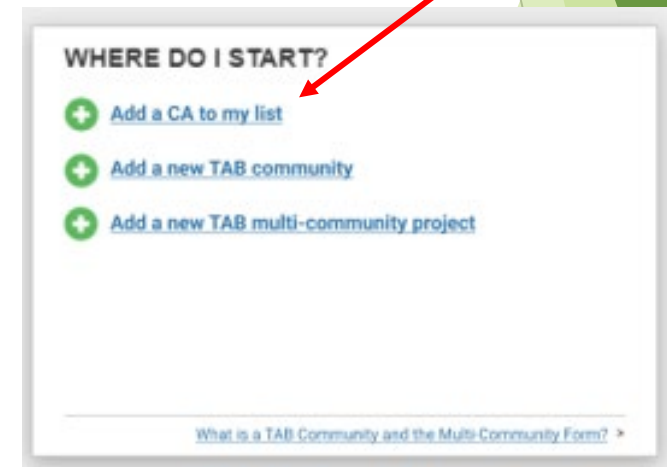 WHERE DO I START?
Add a CA to my list
Add a new TAB community
Add a new TAB multi-community project
What is a TAB Community and the Multi-Community Form? >